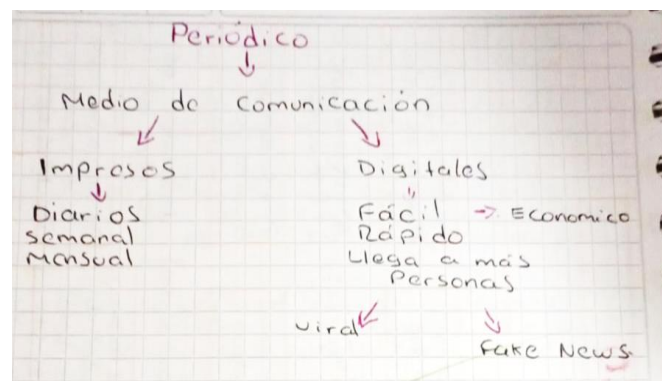 Periódico
Medio de Comunicación
Impresos
Digitales
Diarios
Semanal
Mensual
Fácil → Economico
Rápido
Llega a más
Personas
Viral
Fake News